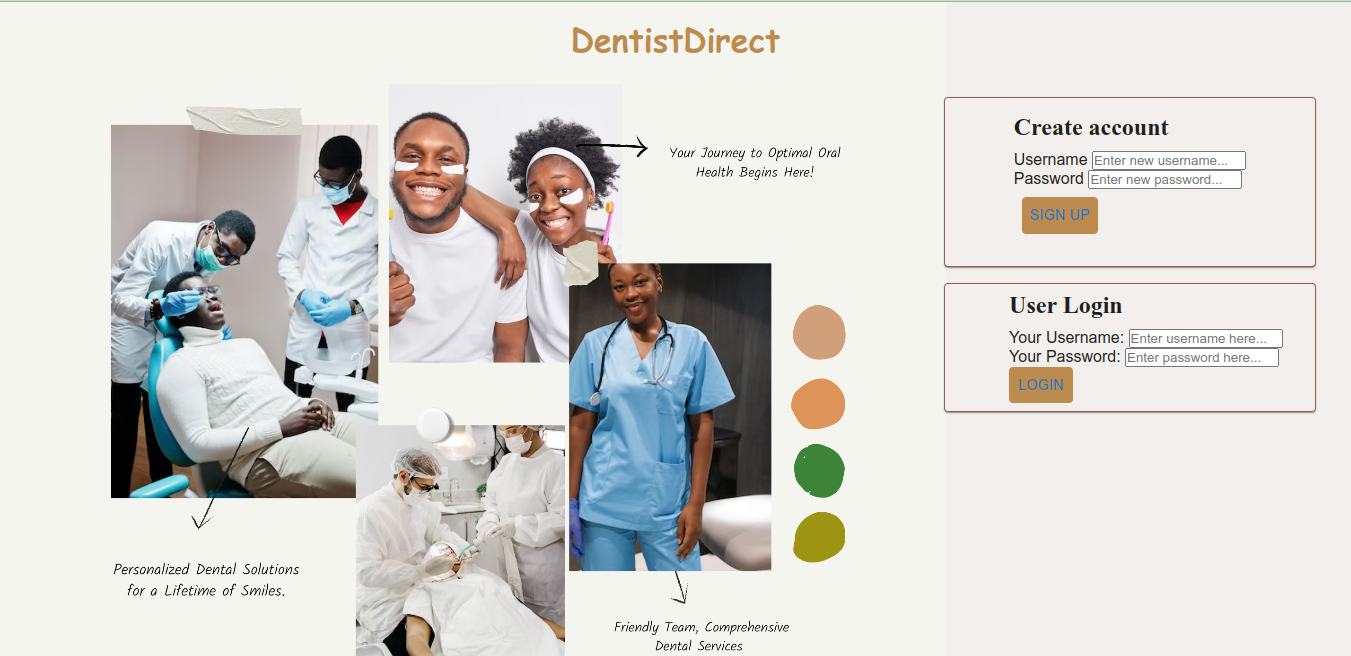 DentistDirect
Your Journey to Optimal Oral
Health Begins Here!
Personalized Dental Solutions
for a Lifetime of Smiles.
Friendly Team, Comprehensive
Dental Services
Create account
Username Enter new username...
Password Enter new password...
SIGN UP
User Login
Your Username: Enter username here...
Your Password: Enter password here...
LOGIN